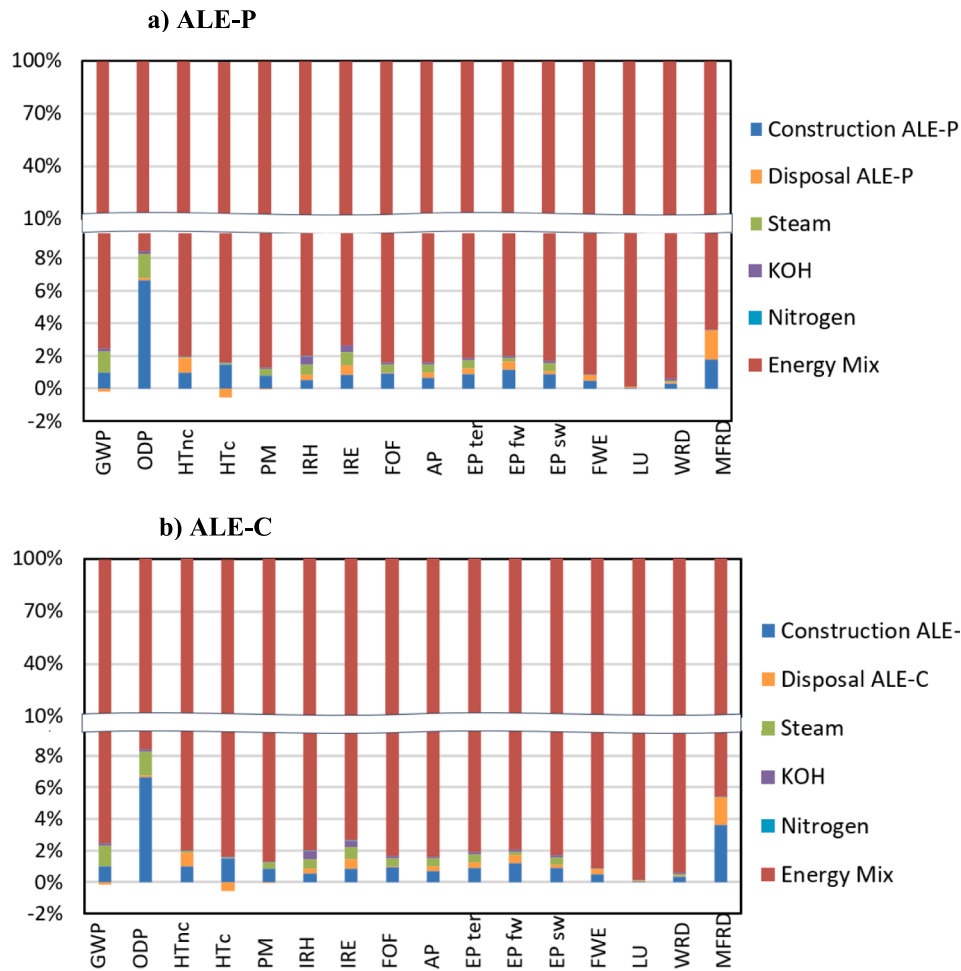 a) ALE-P
100%
70%
40%
10%
8%
6%
4%
2%
0%
-2%
GWP
ODP
HTnc
HTc
PM
IRH
IRE
FOF
AP
EP ter
EP fw
EP sw
FWE
LU
WRD
MFRD
Construction ALE-P
Disposal ALE-P
Steam
KOH
Nitrogen
Energy Mix
b) ALE-C
100%
70%
40%
10%
8%
6%
4%
2%
0%
-2%
GWP
ODP
HTnc
HTc
PM
IRH
IRE
FOF
AP
EP ter
EP fw
EP sw
FWE
LU
WRD
MFRD
Construction ALE-
Disposal ALE-C
Steam
KOH
Nitrogen
Energy Mix